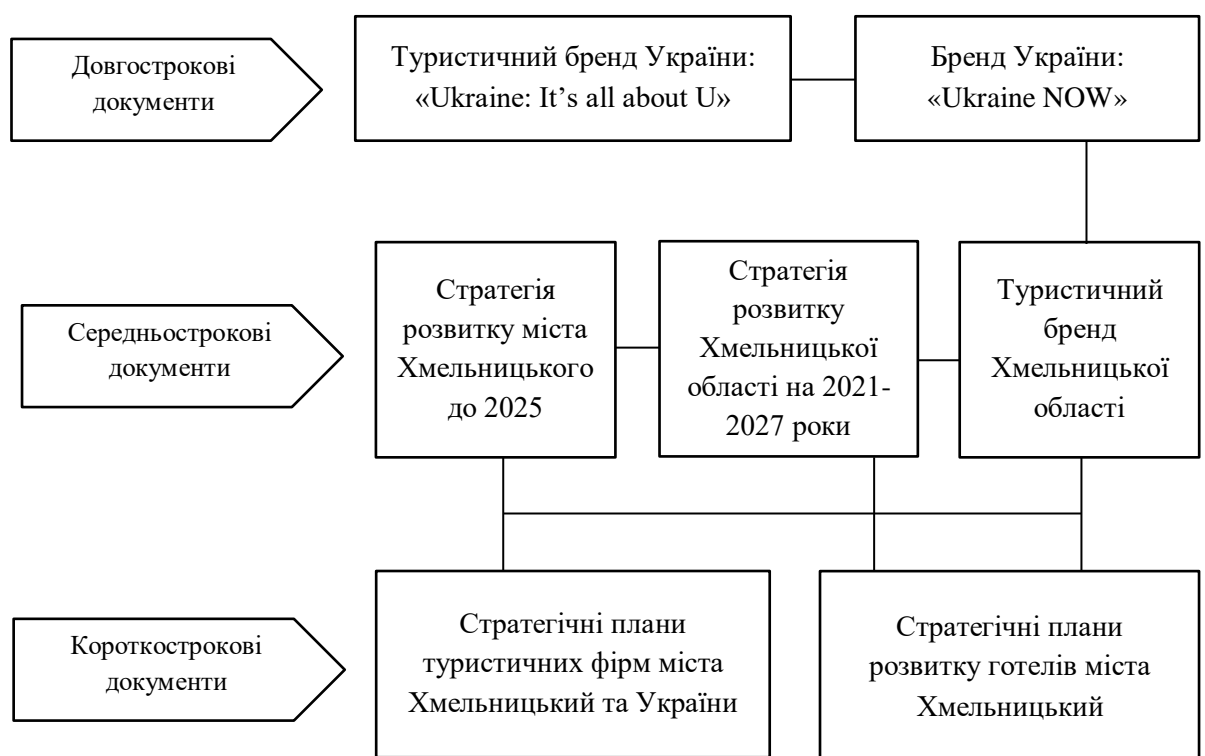 Довгострокові
документи
Туристичний бренд України:
«Ukraine: It’s all about U»
Бренд України:
«Ukraine NOW»
Середньострокові
документи
Стратегія
розвитку міста
Хмельницького
до 2025
Стратегія
розвитку
Хмельницької
області на 2021-
2027 роки
Туристичний
бренд
Хмельницької
області
Короткострокові
документи
Стратегічні плани
туристичних фірм міста
Хмельницький та України
Стратегічні плани
розвитку готелів міста
Хмельницький